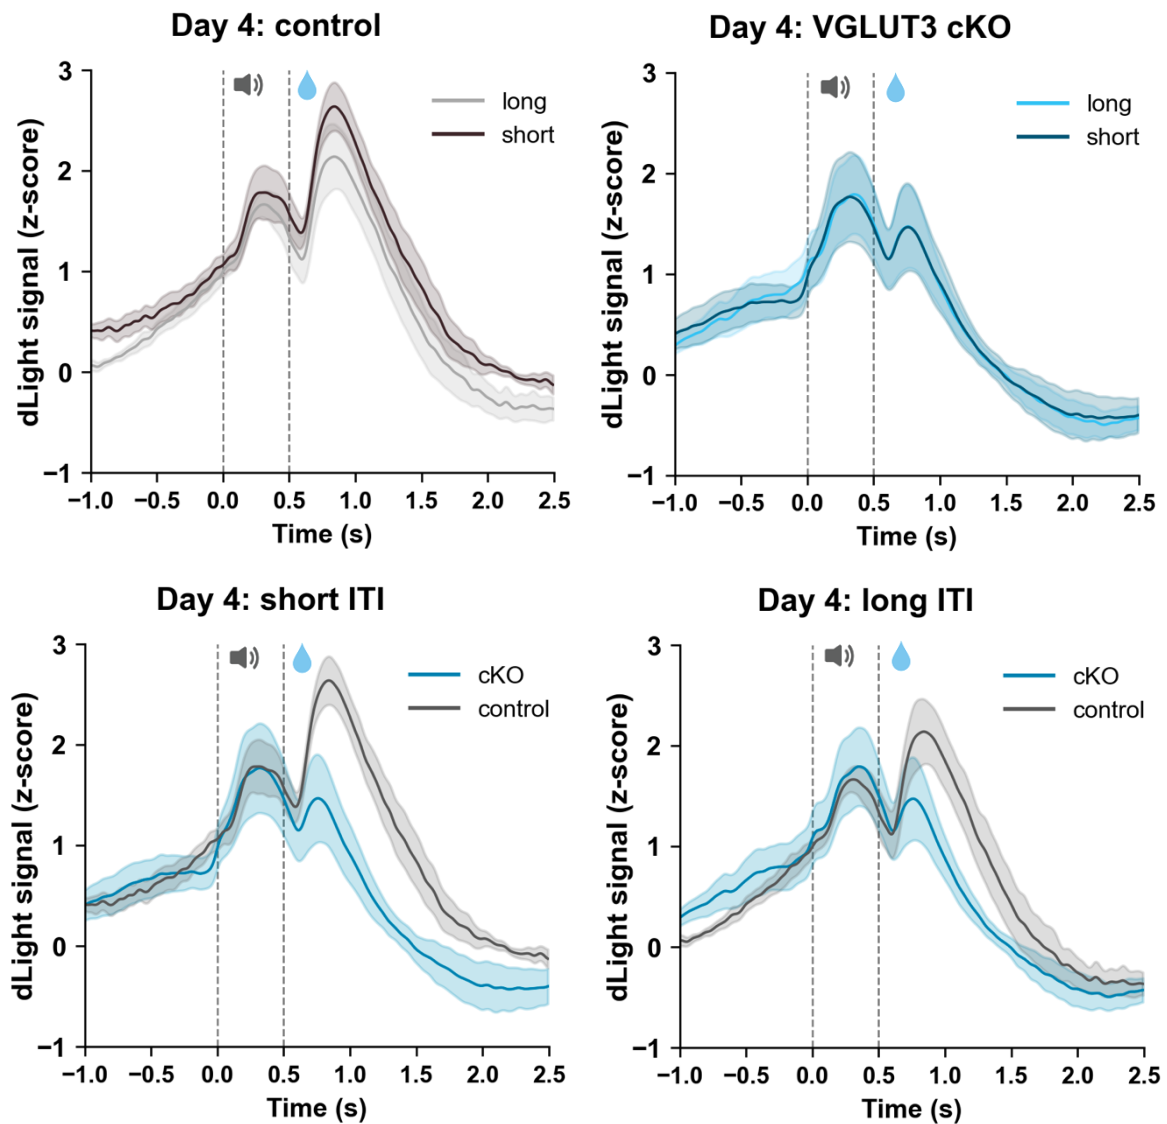 Day 4: control
3
2
1
0
−1
dLight signal (z-score)
long
short
−1.0 −0.5 0.0 0.5 1.0 1.5 2.0 2.5
Time (s)
Day 4: VGLUT3 cKO
3
2
1
0
−1
dLight signal (z-score)
long
short
−1.0 −0.5 0.0 0.5 1.0 1.5 2.0 2.5
Time (s)
Day 4: short ITI
3
2
1
0
−1
dLight signal (z-score)
cKO
control
−1.0 −0.5 0.0 0.5 1.0 1.5 2.0 2.5
Time (s)
Day 4: long ITI
3
2
1
0
−1
dLight signal (z-score)
cKO
control
−1.0 −0.5 0.0 0.5 1.0 1.5 2.0 2.5
Time (s)